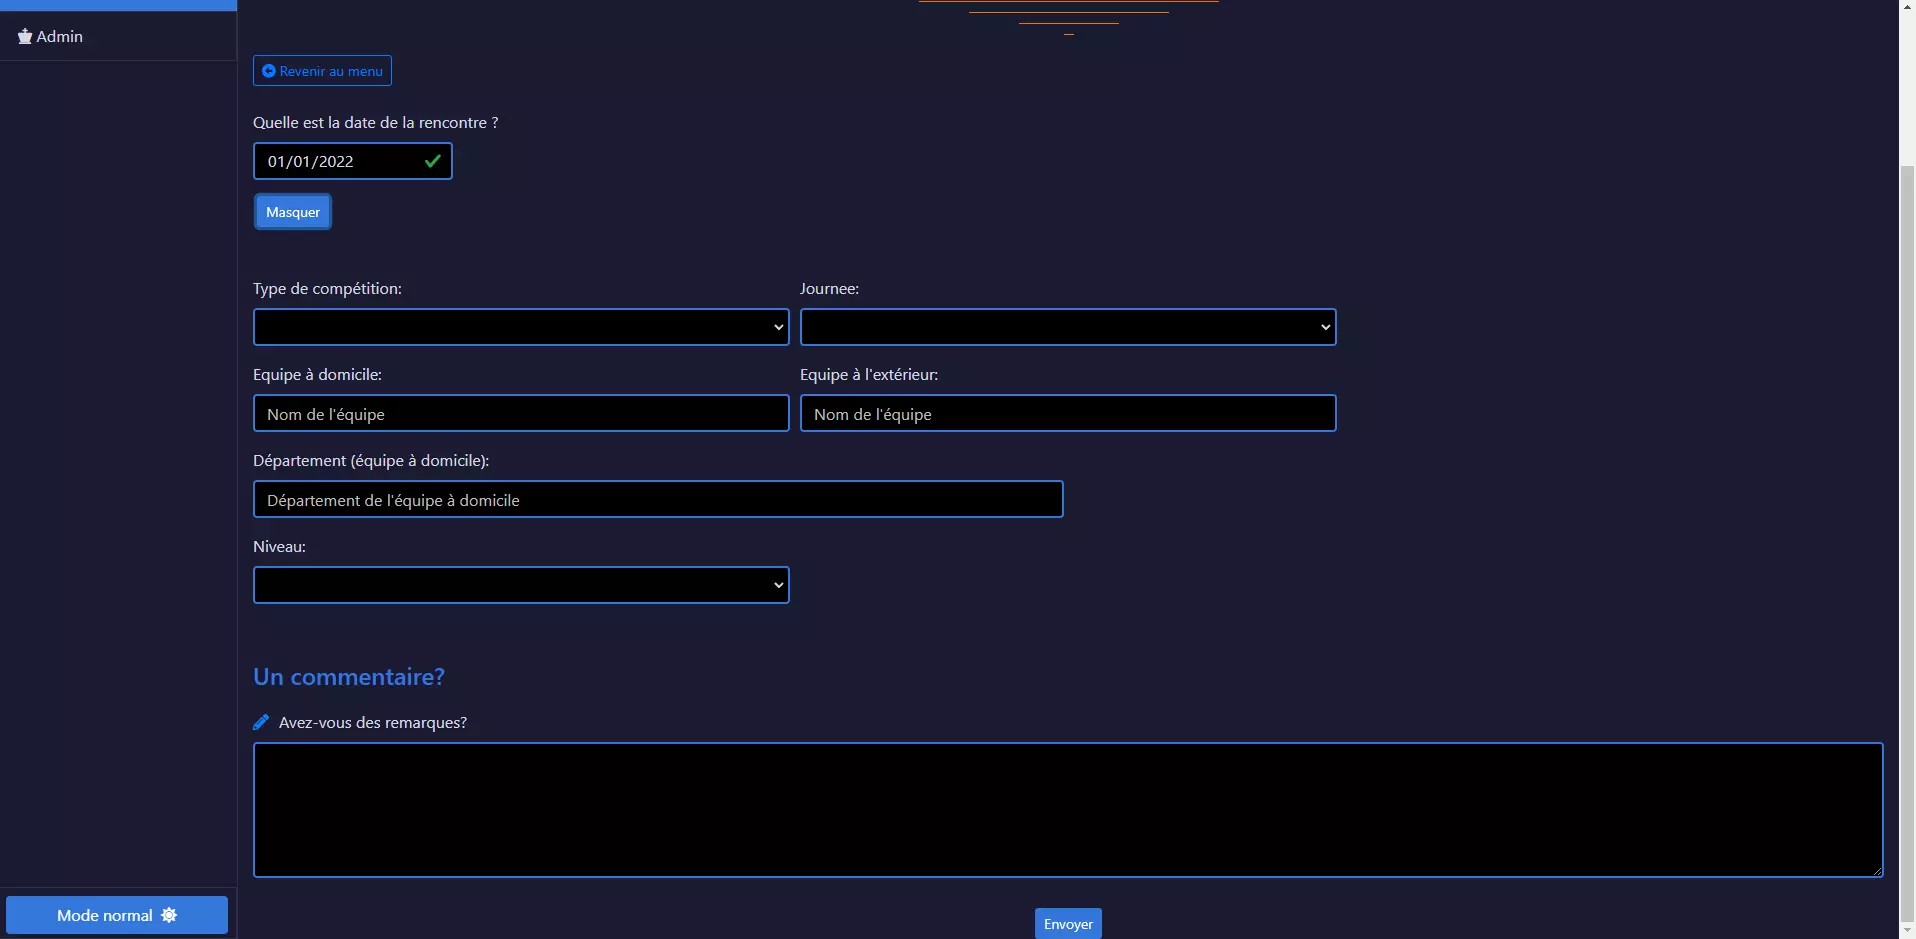 Admin
Revenir au menu
Quelle est la date de la rencontre ?
01/01/2022
Masquer
Type de compétition:
Journee:
Equipe à domicile:
Equipe à l'extérieur:
Nom de l'équipe
Nom de l'équipe
Département (équipe à domicile):
Département de l'équipe à domicile
Niveau:
Un commentaire?
Avez-vous des remarques?
Mode normal
Envoyer